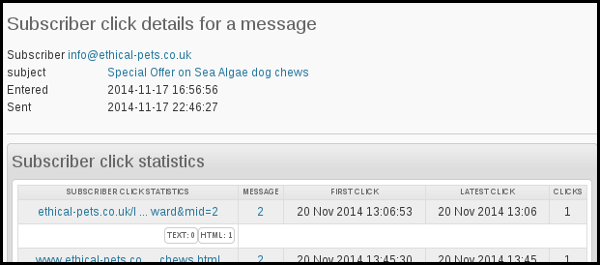 Subscriber click details for a message
Subscriber info@ethical-pets.co.uk
subject Special Offer on Sea Algae dog chews
Entered 2014-11-17 16:56:56
Sent 2014-11-17 22:46:27
Subscriber click statistics
SUBSCRIBER CLICK STATISTICS MESSAGE FIRST CLICK LATEST CLICK CLICKS
ethical-pets.co.uk/l ... ward&mid=2 2 20 Nov 2014 13:06:53 20 Nov 2014 13:06 1
TEXT: 0 HTML: 1
www.ethical-pets.co... ...chews.html 2 20 Nov 2014 13:45:30 20 Nov 2014 13:45 1